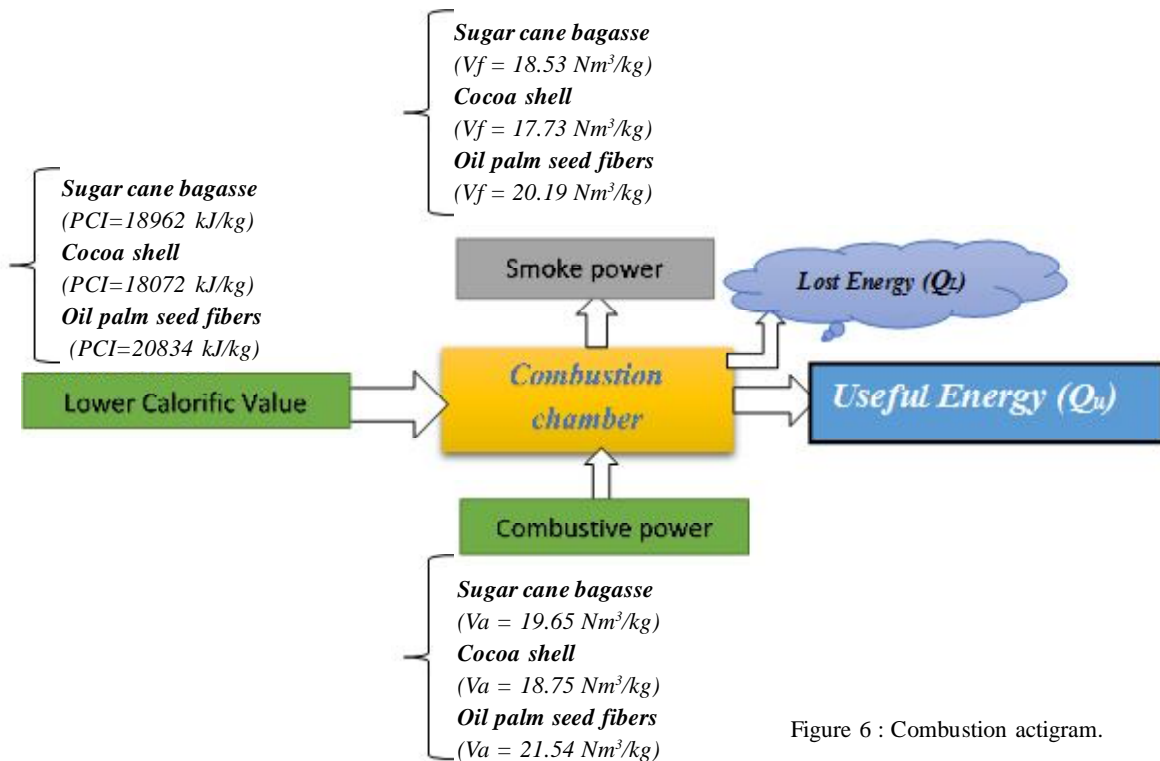 Sugar cane bagasse
(Vf = 18.53 Nm³/kg)
Cocoa shell
(Vf = 17.73 Nm³/kg)
Oil palm seed fibers
(Vf = 20.19 Nm³/kg)
Sugar cane bagasse
(PCI=18962 kJ/kg)
Cocoa shell
(PCI=18072 kJ/kg)
Oil palm seed fibers
(PCI=20834 kJ/kg)
Smoke power
Lost Energy (QL)
Lower Calorific Value
Combustion
chamber
Useful Energy (Qu)
Combustive power
Sugar cane bagasse
(Va = 19.65 Nm³/kg)
Cocoa shell
(Va = 18.75 Nm³/kg)
Oil palm seed fibers
(Va = 21.54 Nm³/kg)
Figure 6 : Combustion actigram.